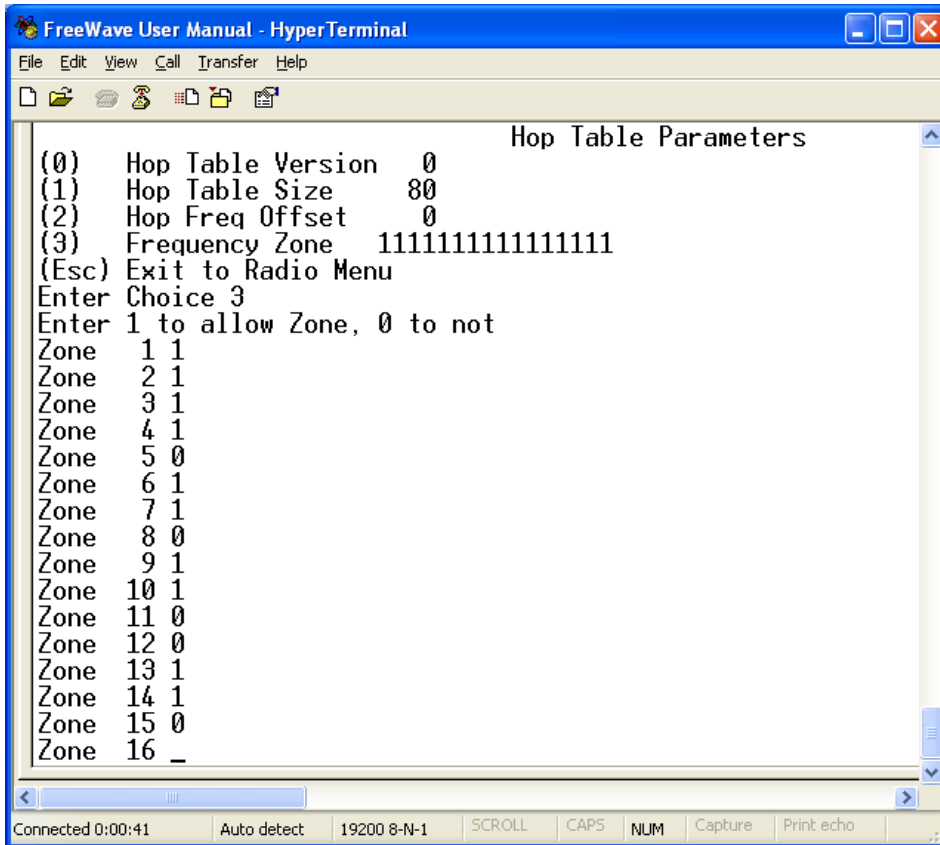 FreeWave User Manual - HyperTerminal
File Edit View Call Transfer Help
Hop Table Parameters
(0) Hop Table Version 0
(1) Hop Table Size 80
(2) Hop Freq Offset 0
(3) Frequency Zone 1111111111111111
(Esc) Exit to Radio Menu
Enter Choice 3
Enter 1 to allow Zone, 0 to not
Zone 1 1
Zone 2 1
Zone 3 1
Zone 4 1
Zone 5 0
Zone 6 1
Zone 7 1
Zone 8 0
Zone 9 1
Zone 10 1
Zone 11 0
Zone 12 0
Zone 13 1
Zone 14 1
Zone 15 0
Zone 16 _
Connected 0:00:41 Auto detect 19200 8-N-1 SCROLL CAPS NUM Capture Print echo